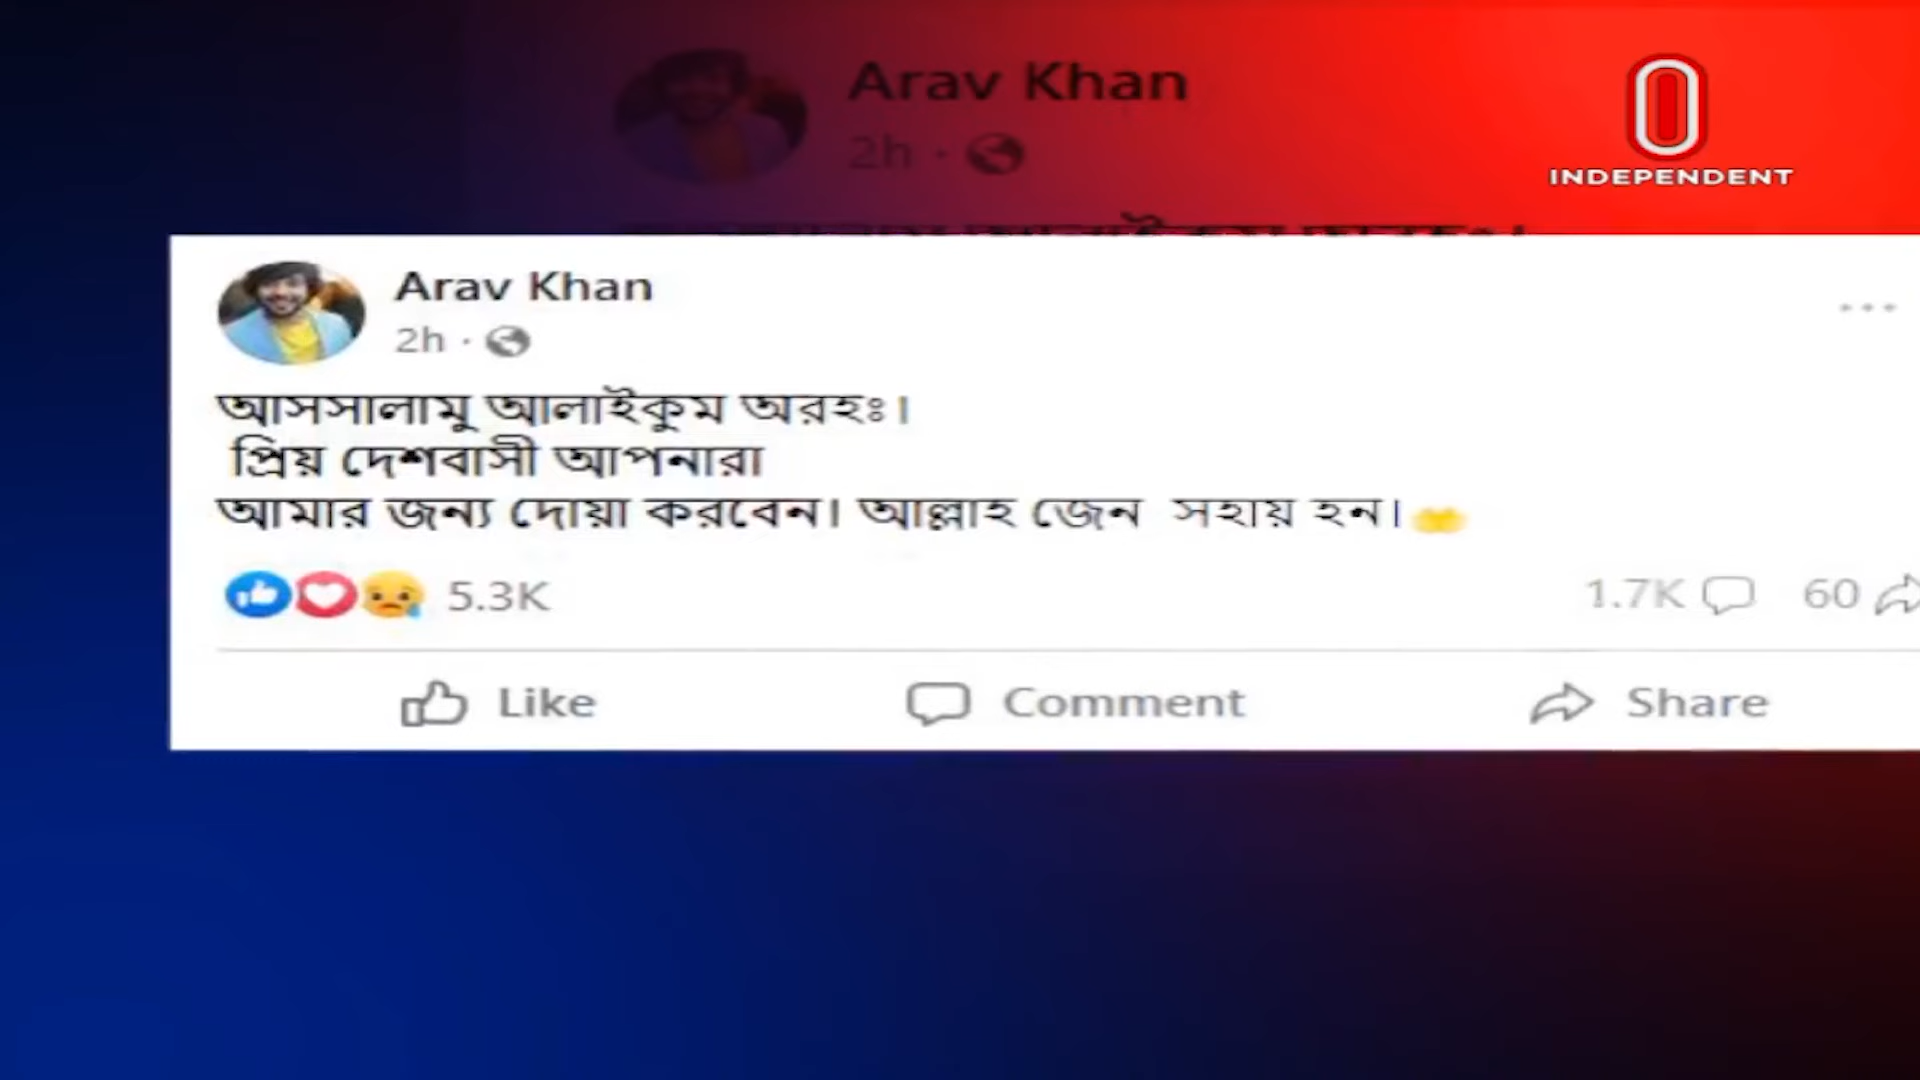 Arav Khan
2h
INDEPENDENT
Arav Khan
2h
আসসালামু আলাইকুম অরহঃ।
প্রিয় দেশবাসী আপনারা
আমার জন্য দোয়া করবেন। আল্লাহ জেন সহায় হন।
5.3K
1.7K
60
Like
Comment
Share